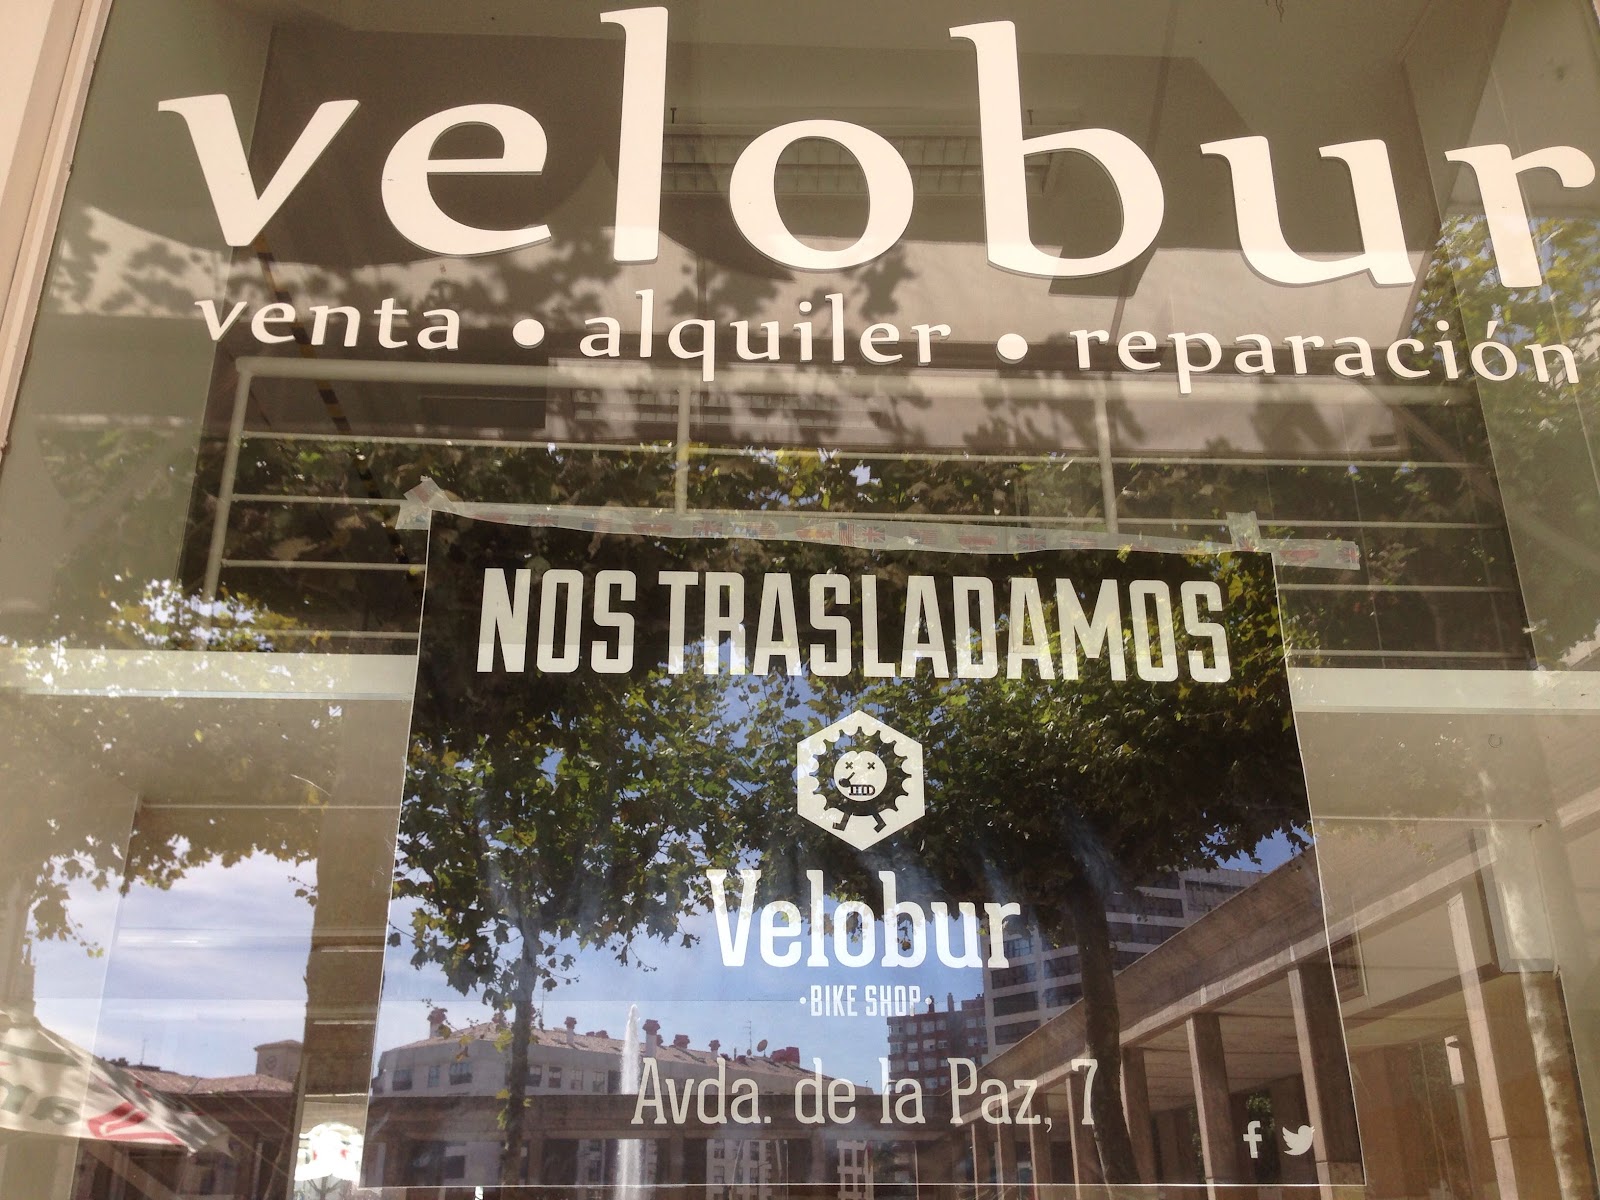 velobur
venta • alquiler • reparación
NOS TRASLADAMOS
Velobur
· BIKE SHOP ·
Avda. de la Paz, 7